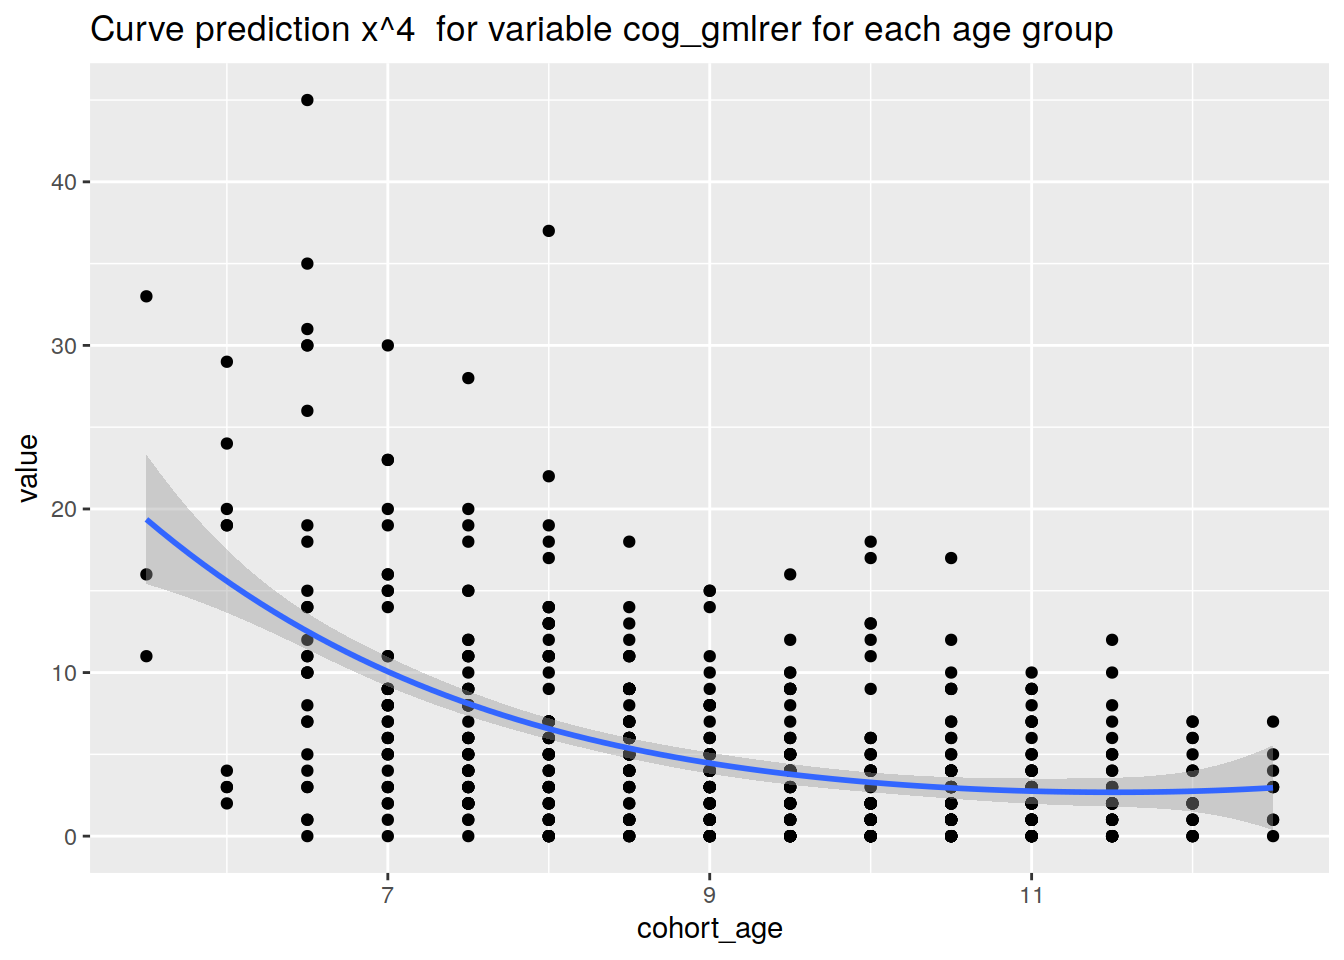 Curve prediction x^4  for variable cog_gmlrer for each age group
value
40
30
20
10
0
7 9 11
cohort_age